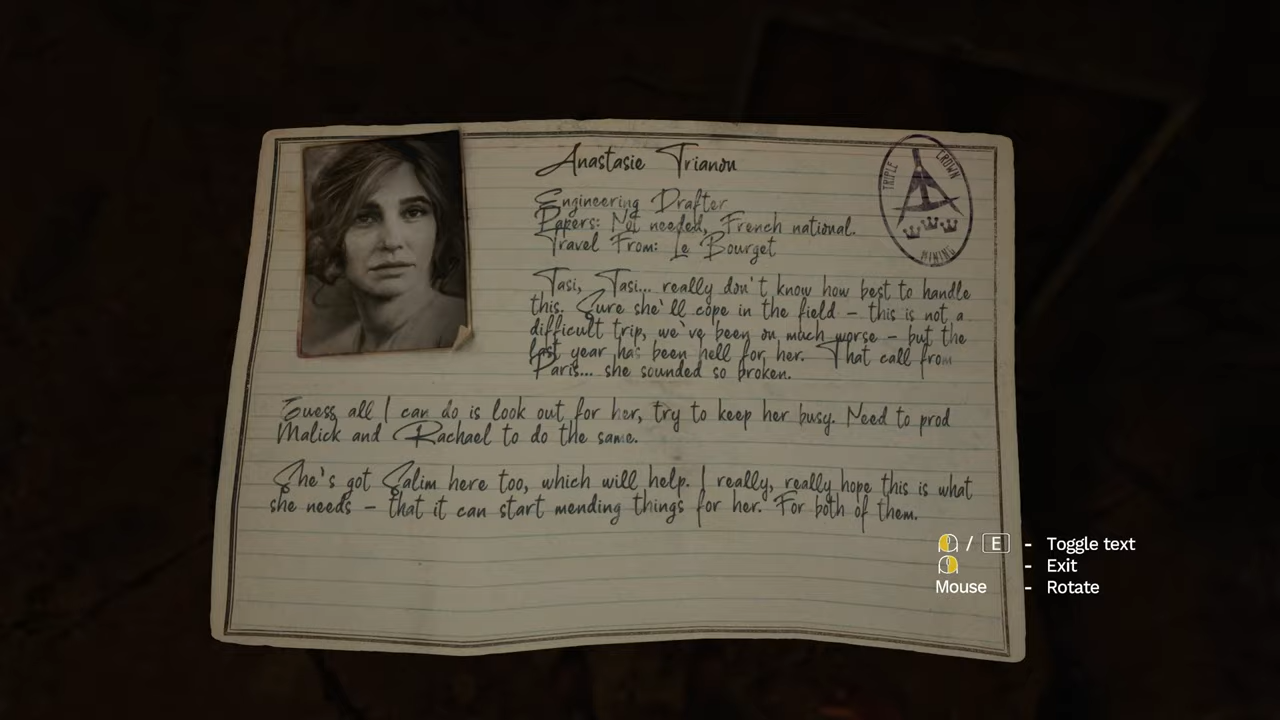 Anastasie Trianon
TRIPLE CROWN
MINING
Engineering Drafter
Papers: Not needed, French national.
Travel From: Le Bourget
Tasi, Tasi... really don't know how best to handle
this. Sure she'll cope in the field – this is not a
difficult trip, we've been on much worse – but the
last year has been hell for her. That call from
Paris... she sounded so broken.
Guess all I can do is look out for her, try to keep her busy. Need to prod
Malick and Rachael to do the same.
She's got Salim here too, which will help. I really, really hope this is what
she needs – that it can start mending things for her. For both of them.
/ E - Toggle text
- Exit
Mouse - Rotate